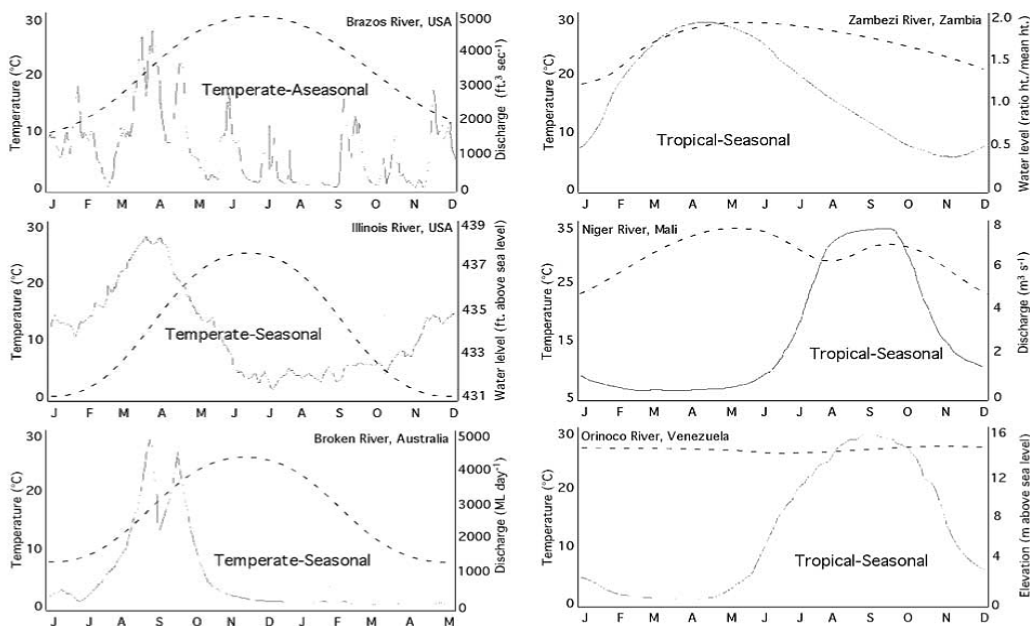 Brazos River, USA
Temperature (°C)
30
20
10
0
Temperate-Aseasonal
5000
4000
3000
2000
1000
0
Discharge (ft.³ sec⁻¹)
J F M A M J J A S O N D
Zambezi River, Zambia
Temperature (°C)
30
20
10
0
Tropical-Seasonal
2.0
1.5
1.0
0.5
0
Water level (ratio ht./mean ht.)
J F M A M J J A S O N D
Illinois River, USA
Temperature (°C)
30
20
10
0
Temperate-Seasonal
439
437
435
433
431
Water lelvel (ft. above sea level)
J F M A M J J A S O N D
Niger River, Mali
Temperature (°C)
35
25
15
5
Tropical-Seasonal
8
6
4
2
0
Discharge (m³ s⁻¹)
J F M A M J J A S O N D
Broken River, Australia
Temperature (°C)
30
20
10
0
Temperate-Seasonal
5000
4000
3000
2000
1000
0
Discharge (ML day⁻¹)
J J A S O N D J F M A M
Orinoco River, Venezuela
Temperature (°C)
30
20
10
0
Tropical-Seasonal
16
12
8
4
0
Elevation (m above sea level)
J F M A M J J A S O N D